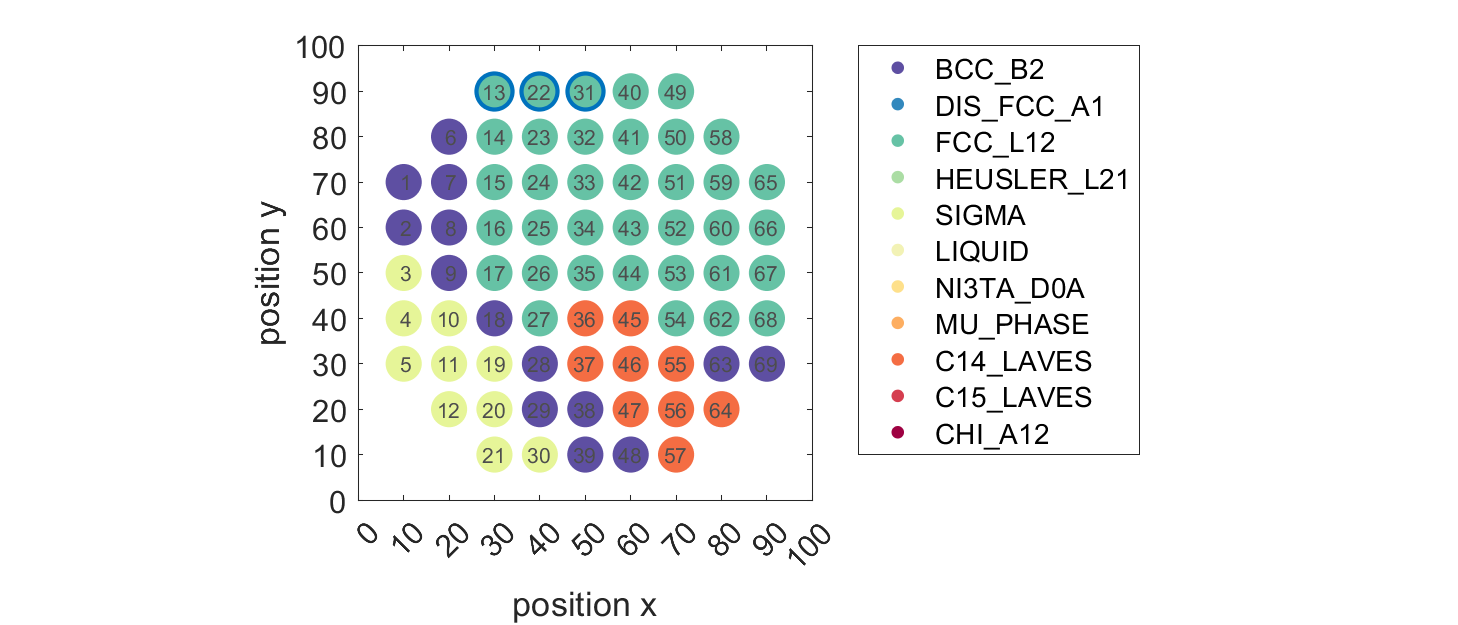 100
90
80
70
60
50
40
30
20
10
0
position y
13 22 31 40 49
6 14 23 32 41 50 58
1 7 15 24 33 42 51 59 65
2 8 16 25 34 43 52 60 66
3 9 17 26 35 44 53 61 67
4 10 18 27 36 45 54 62 68
5 11 19 28 37 46 55 63 69
12 20 29 38 47 56 64
21 30 39 48 57
0 10 20 30 40 50 60 70 80 90 100
position x
BCC_B2
DIS_FCC_A1
FCC_L12
HEUSLER_L21
SIGMA
LIQUID
NI3TA_D0A
MU_PHASE
C14_LAVES
C15_LAVES
CHI_A12